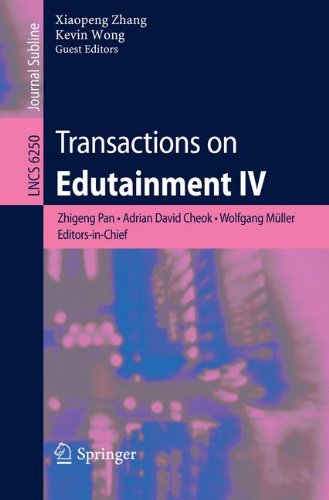 Xiaopeng Zhang
Kevin Wong
Guest Editors
Journal Subline
LNCS 6250
Transactions on
Edutainment IV
Zhigeng Pan • Adrian David Cheok • Wolfgang Müller
Editors-in-Chief
Springer